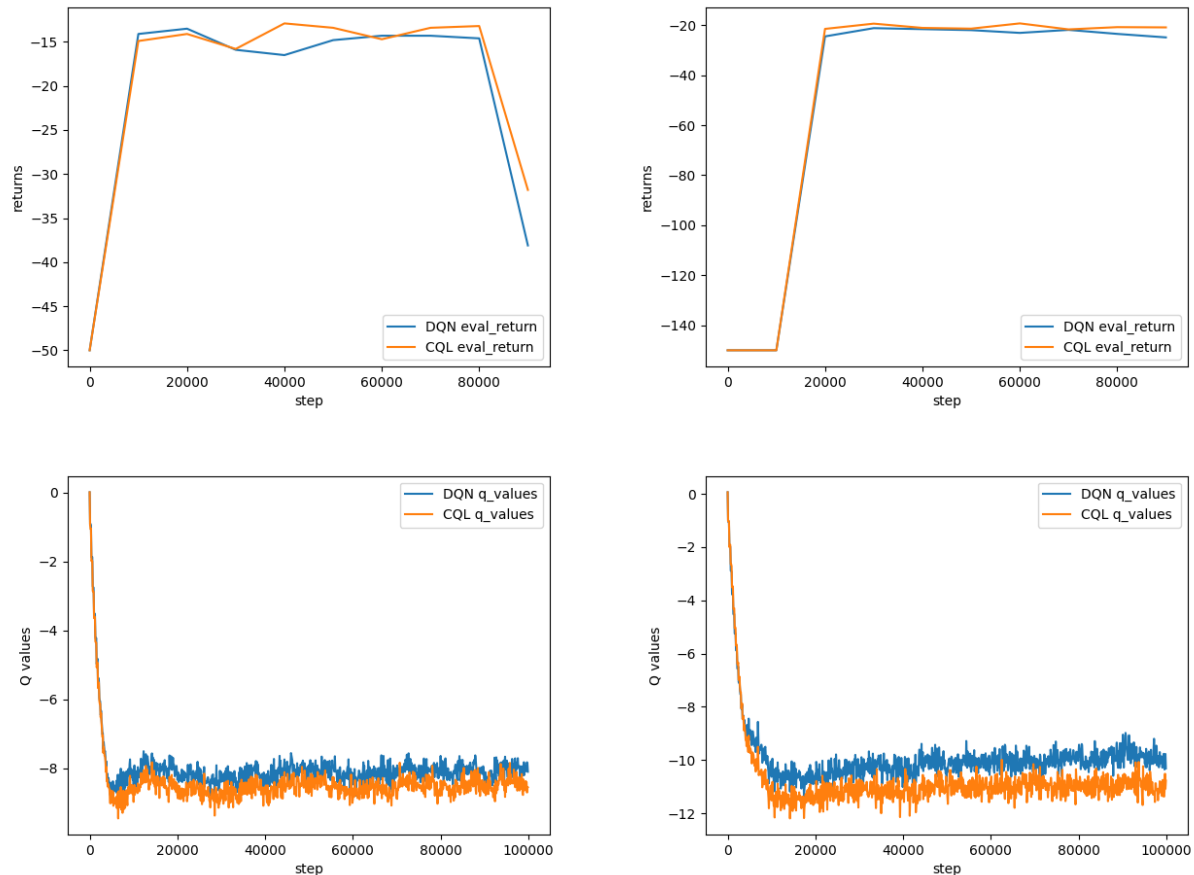 −15
−20
−25
−30
−35
−40
−45
−50
returns
0 20000 40000 60000 80000
step
DQN eval_return
CQL eval_return
−20
−40
−60
−80
−100
−120
−140
returns
0 20000 40000 60000 80000
step
DQN eval_return
CQL eval_return
0
−2
−4
−6
−8
Q values
0 20000 40000 60000 80000 100000
step
DQN q_values
CQL q_values
0
−2
−4
−6
−8
−10
−12
Q values
0 20000 40000 60000 80000 100000
step
DQN q_values
CQL q_values